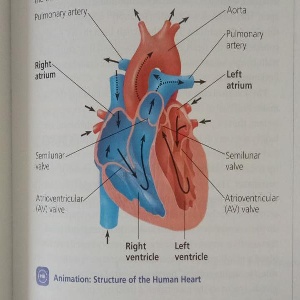 Pulmonary artery
Aorta
Pulmonary
artery
Right
atrium
Left
atrium
Semilunar
valve
Semilunar
valve
Atrioventricular
(AV) valve
Atrioventricular
(AV) valve
Right
ventricle
Left
ventricle
Animation: Structure of the Human Heart